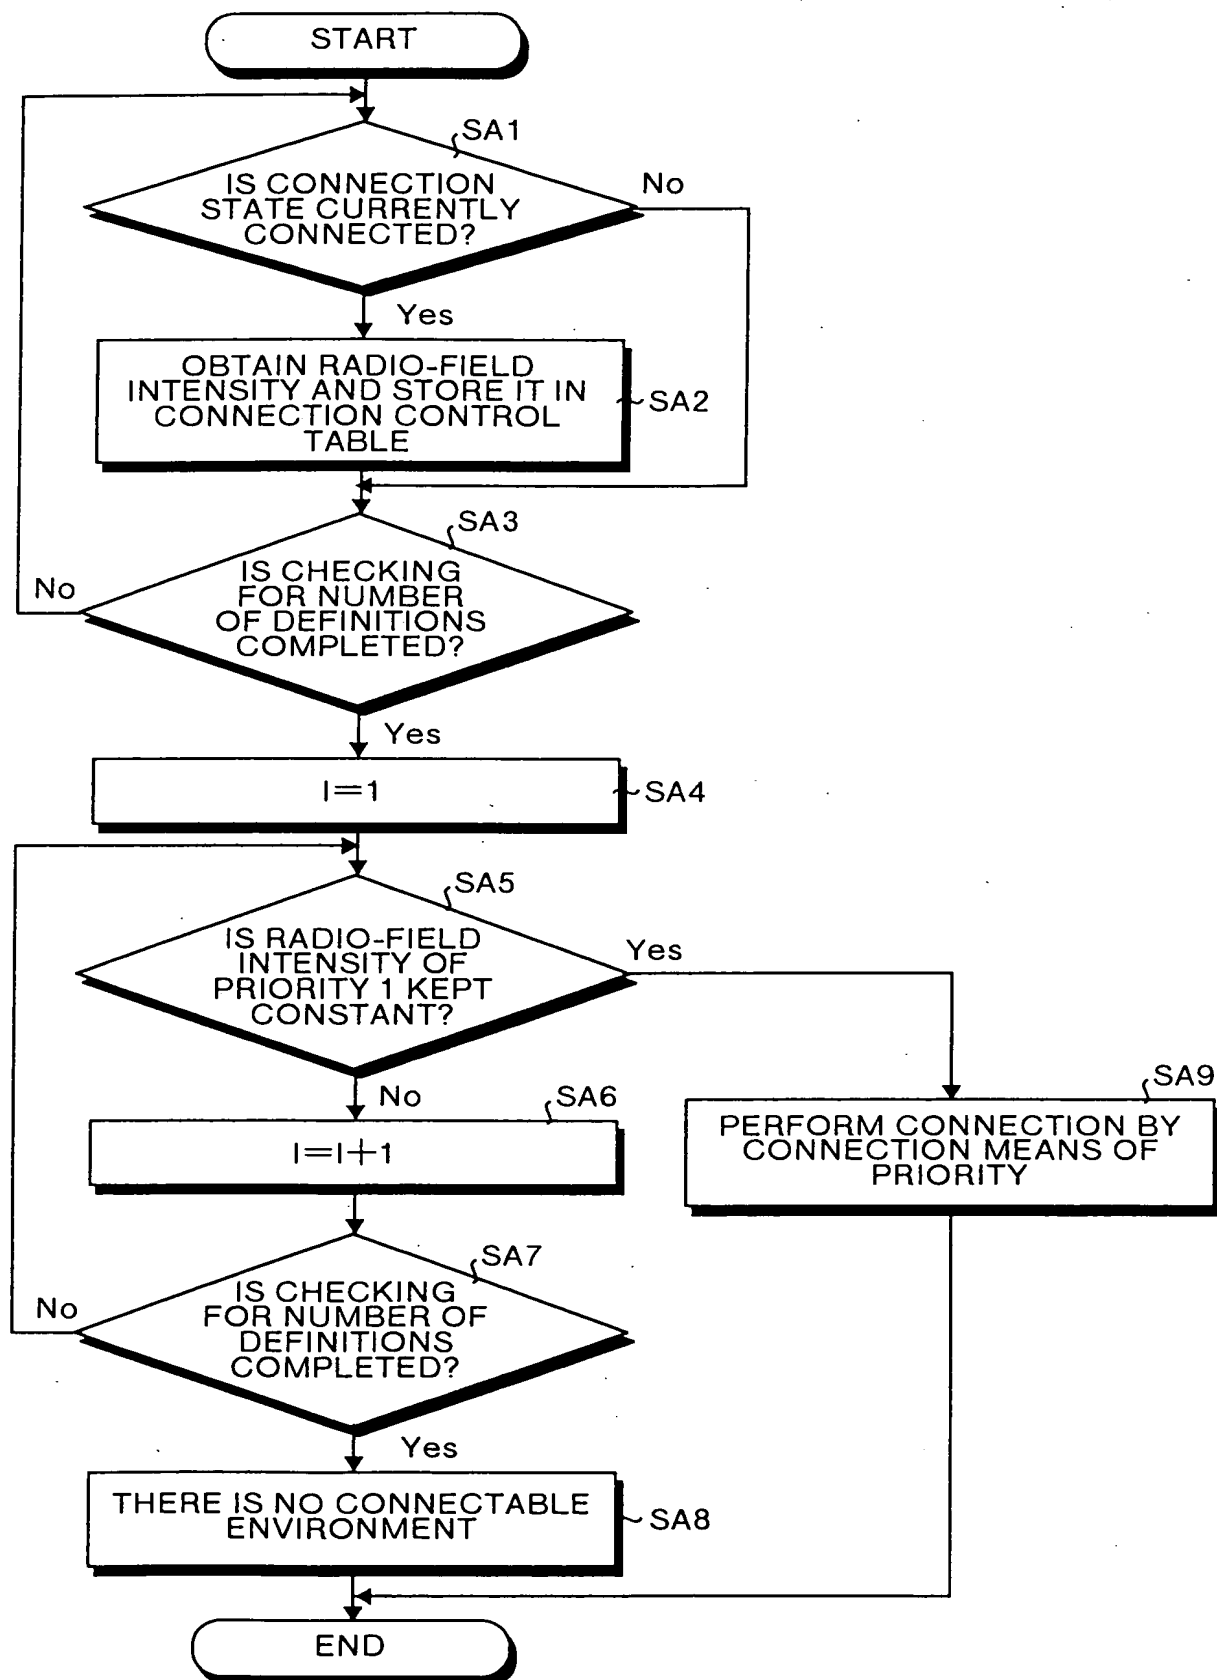 START
SA1
IS CONNECTION
STATE CURRENTLY
CONNECTED?
No
Yes
OBTAIN RADIO-FIELD
INTENSITY AND STORE IT IN
CONNECTION CONTROL
TABLE
SA2
SA3
IS CHECKING
FOR NUMBER
OF DEFINITIONS
COMPLETED?
No
Yes
I=1
SA4
SA5
IS RADIO-FIELD
INTENSITY OF
PRIORITY 1 KEPT
CONSTANT?
Yes
No
SA6
I=I+1
SA9
PERFORM CONNECTION BY
CONNECTION MEANS OF
PRIORITY
SA7
IS CHECKING
FOR NUMBER OF
DEFINITIONS
COMPLETED?
No
Yes
THERE IS NO CONNECTABLE
ENVIRONMENT
SA8
END